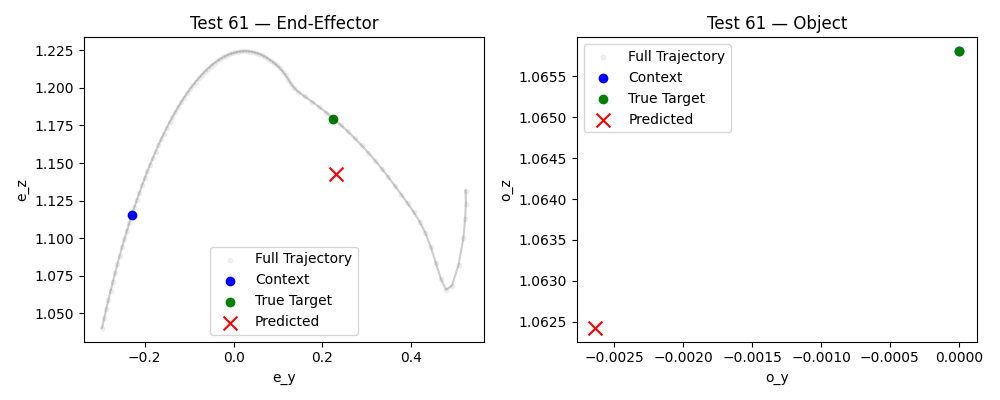 Test 61 — End-Effector
1.225
1.200
1.175
1.150
1.125
1.100
1.075
1.050
e_z
Full Trajectory
Context
True Target
Predicted
−0.2
0.0
0.2
0.4
e_y
Test 61 — Object
1.0655
1.0650
1.0645
1.0640
1.0635
1.0630
1.0625
o_z
Full Trajectory
Context
True Target
Predicted
−0.0025
−0.0020
−0.0015
−0.0010
−0.0005
0.0000
o_y